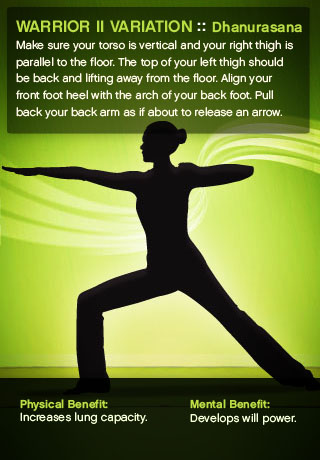 WARRIOR II VARIATION :: Dhanurasana
Make sure your torso is vertical and your right thigh is
parallel to the floor. The top of your left thigh should
be back and lifting away from the floor. Align your
front foot heel with the arch of your back foot. Pull
back your back arm as if about to release an arrow.
Physical Benefit:
Increases lung capacity.
Mental Benefit:
Develops will power.